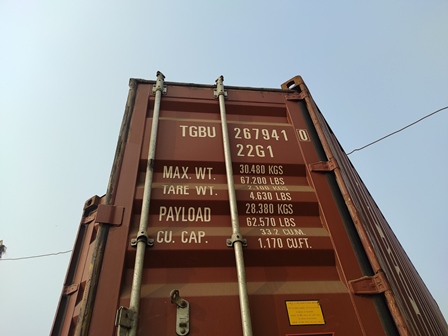 TGBU 267941 0
22G1
MAX. WT. 30.480 KGS
67.200 LBS
TARE WT. 2.100 KGS
4.630 LBS
PAYLOAD 28.380 KGS
62.570 LBS
CU. CAP. 33.2 CU.M
1.170 CU.FT.